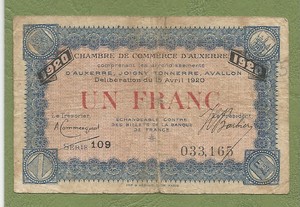 CHAMBRE DE COMMERCE D'AUXERRE
1920 COMPRENANT LES ARRONDISSEMENTS 1920
D'AUXERRE, JOIGNY, TONNERRE, AVALLON
Délibération du 15 Avril 1920
UN FRANC
Le Trésorier Le Président
ÉCHANGEABLE CONTRE
DES BILLETS DE LA BANQUE
DE FRANCE
SÉRIE 109
033,165